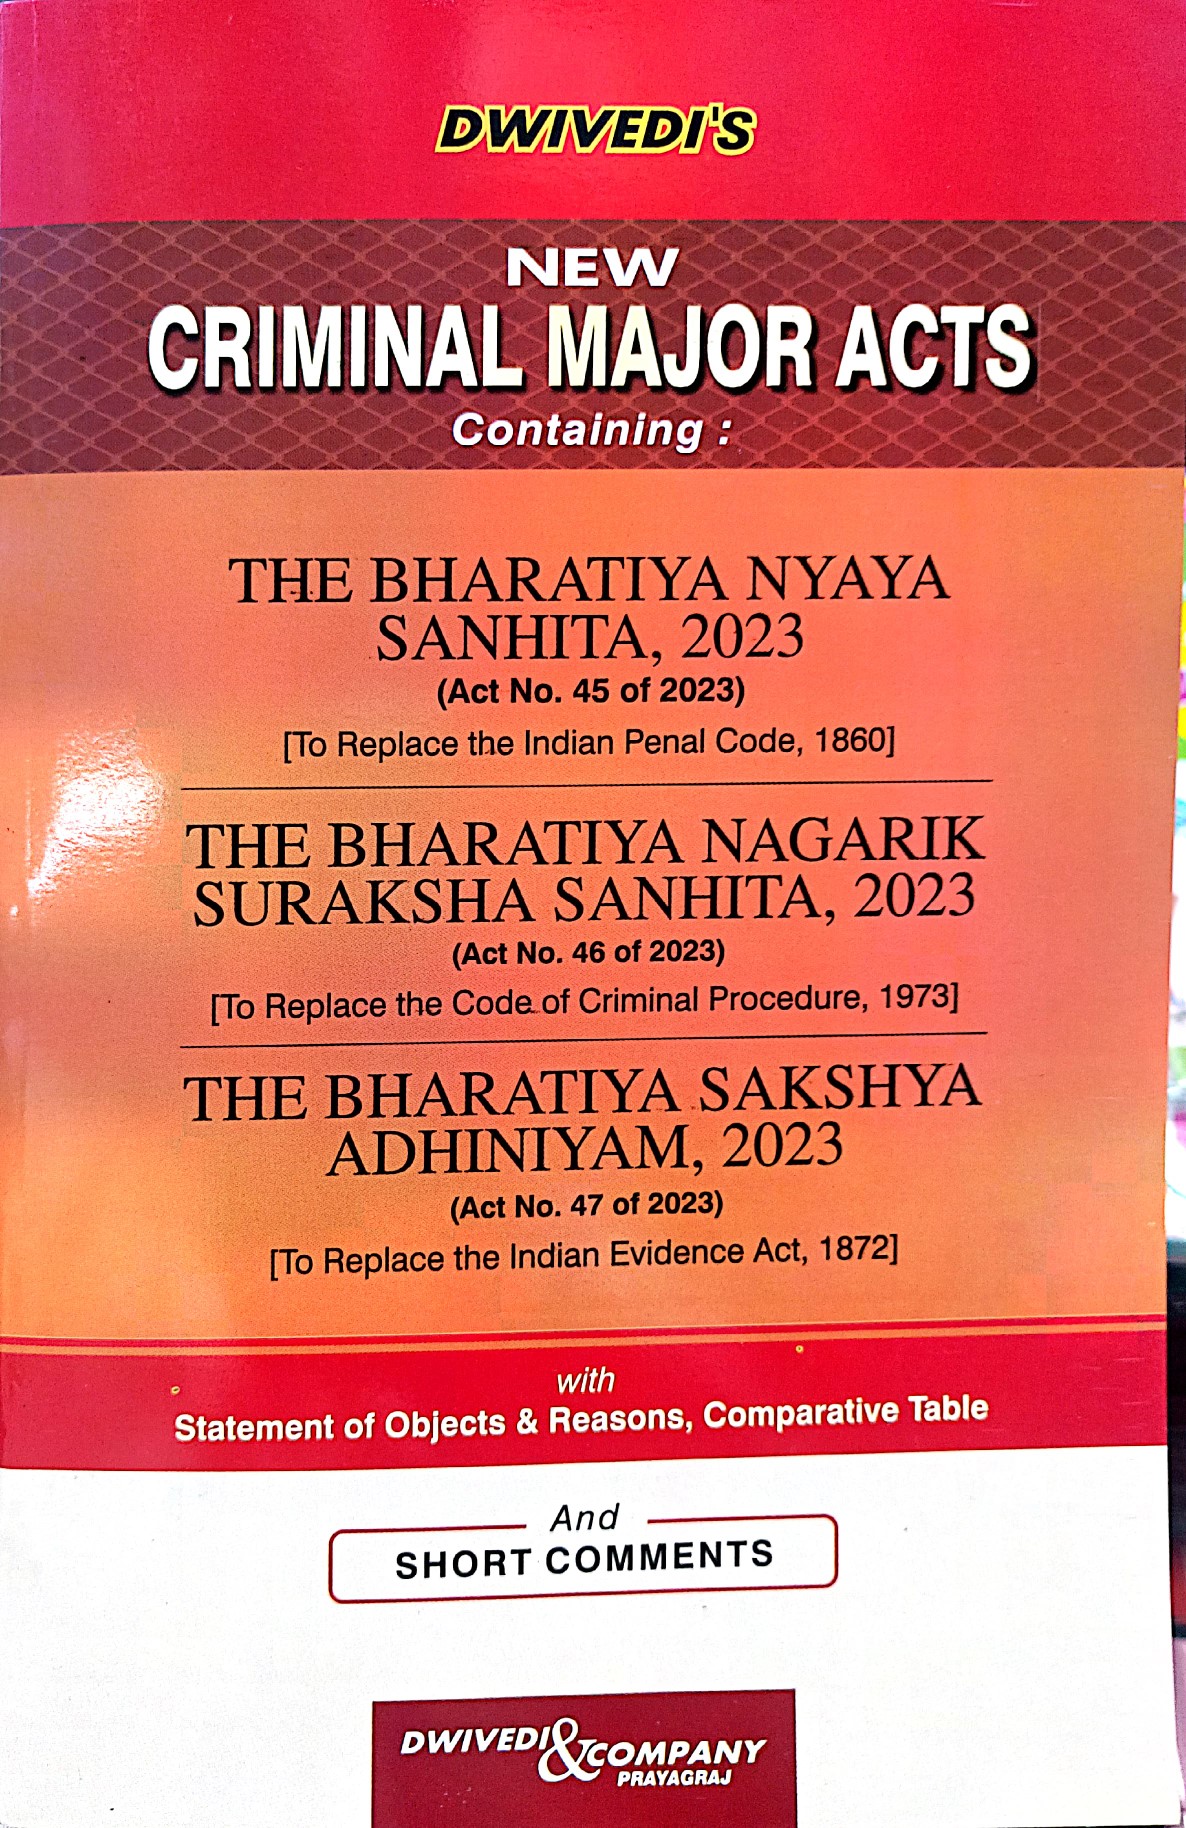 DWIVEDI'S
NEW
CRIMINAL MAJOR ACTS
Containing :
THE BHARATIYA NYAYA
SANHITA, 2023
(Act No. 45 of 2023)
[To Replace the Indian Penal Code, 1860]
THE BHARATIYA NAGARIK
SURAKSHA SANHITA, 2023
(Act No. 46 of 2023)
[To Replace the Code of Criminal Procedure, 1973]
THE BHARATIYA SAKSHYA
ADHINIYAM, 2023
(Act No. 47 of 2023)
[To Replace the Indian Evidence Act, 1872]
with
Statement of Objects & Reasons, Comparative Table
And
SHORT COMMENTS
DWIVEDI & COMPANY
PRAYAGRAJ